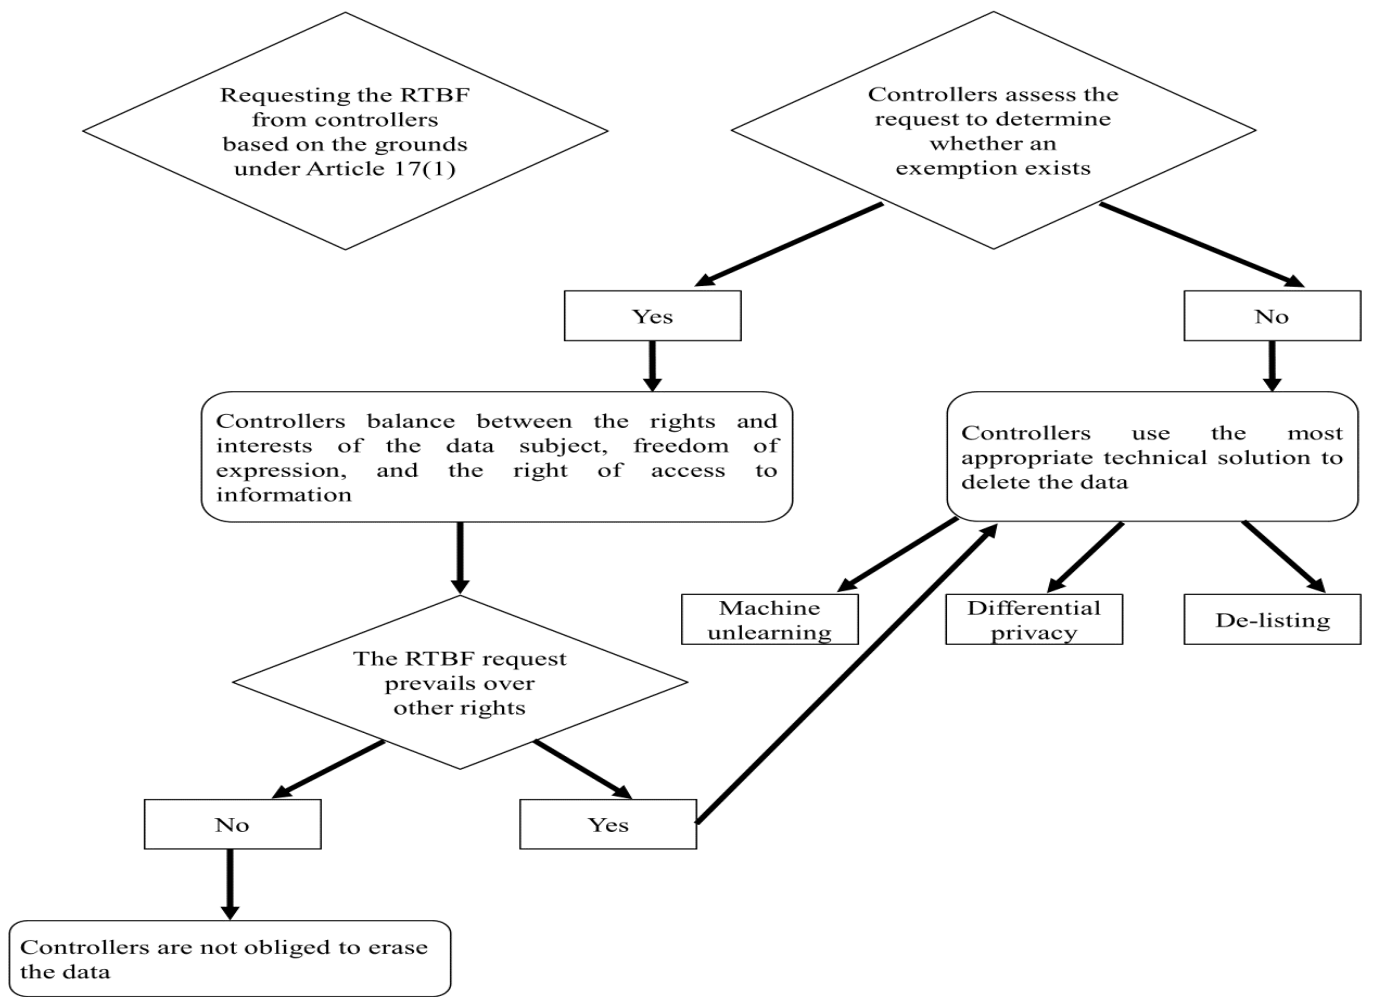 Requesting the RTBF
from controllers
based on the grounds
under Article 17(1)
Controllers assess the
request to determine
whether an
exemption exists
Yes
No
Controllers balance between the rights and
interests of the data subject, freedom of
expression, and the right of access to
information
Controllers use the most
appropriate technical solution to
delete the data
Machine
unlearning
Differential
privacy
De-listing
The RTBF request
prevails over
other rights
No
Yes
Controllers are not obliged to erase
the data